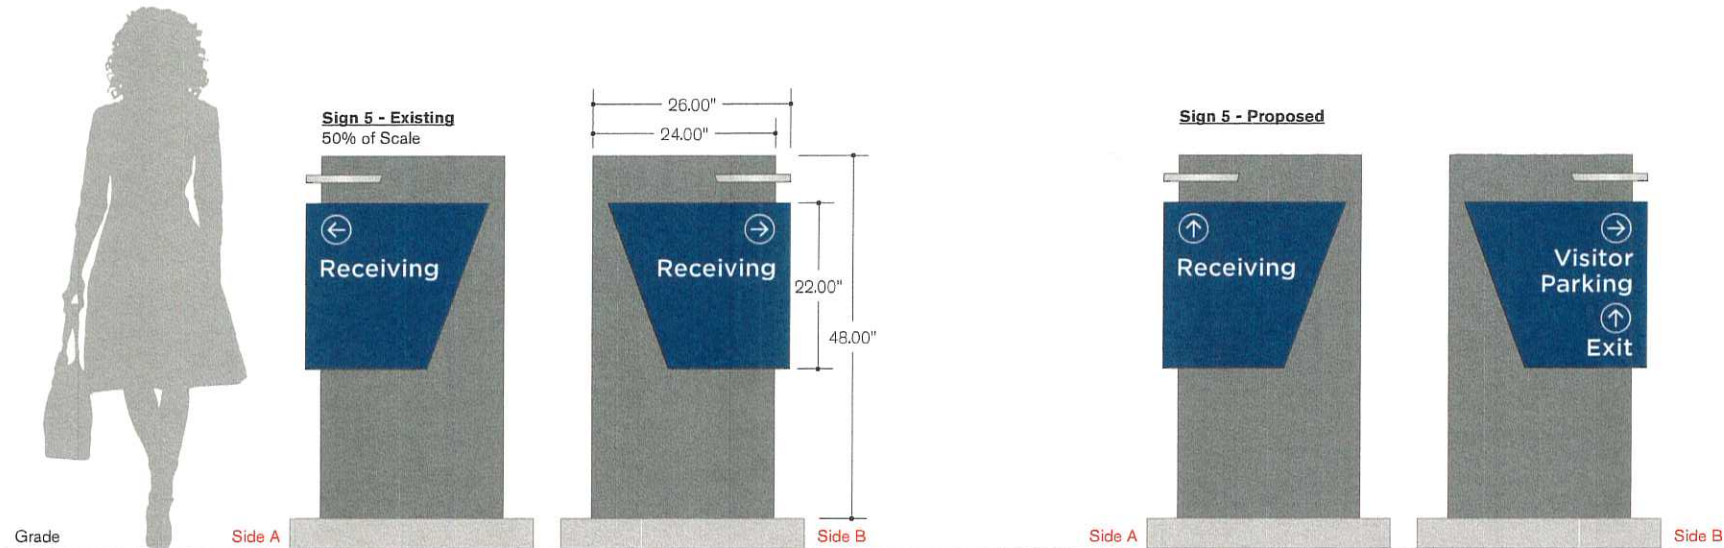 Sign 5 - Existing
50% of Scale
26.00"
24.00"
←
Receiving
→
Receiving
22.00"
48.00"
Sign 5 - Proposed
↑
Receiving
→
Visitor
Parking
↑
Exit
Grade
Side A
Side B
Side A
Side B